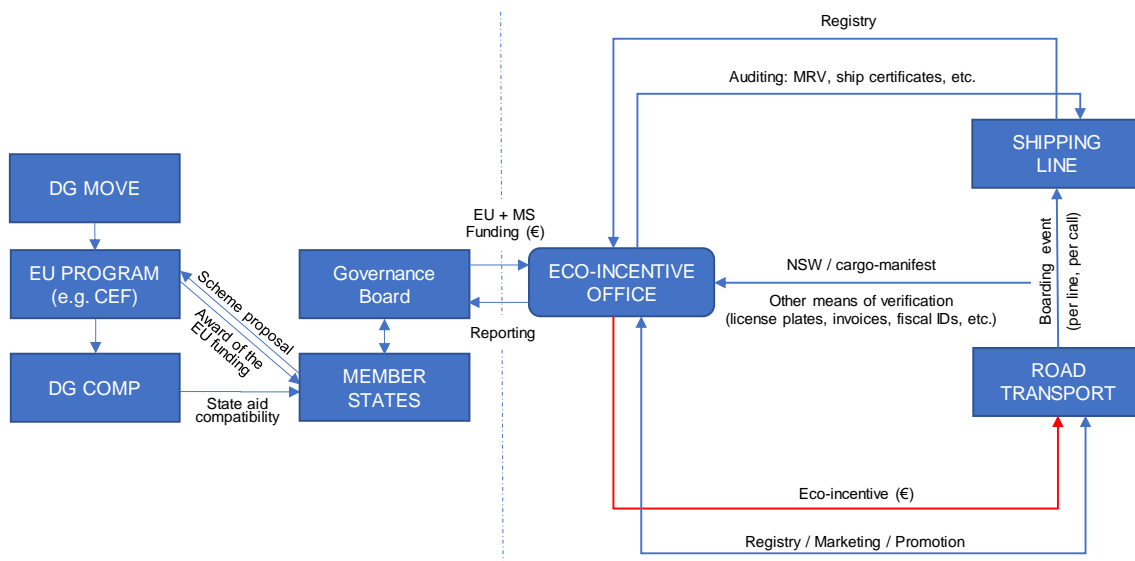 Registry
Auditing: MRV, ship certificates, etc.
SHIPPING
LINE
DG MOVE
EU + MS
Funding (€)
EU PROGRAM
(e.g. CEF)
Scheme proposal
Award of the
EU funding
Governance
Board
ECO-INCENTIVE
OFFICE
NSW / cargo-manifest
Other means of verification
(license plates, invoices, fiscal IDs, etc.)
Boarding event
(per line, per call)
Reporting
DG COMP
State aid
compatibility
MEMBER
STATES
ROAD
TRANSPORT
Eco-incentive (€)
Registry / Marketing / Promotion